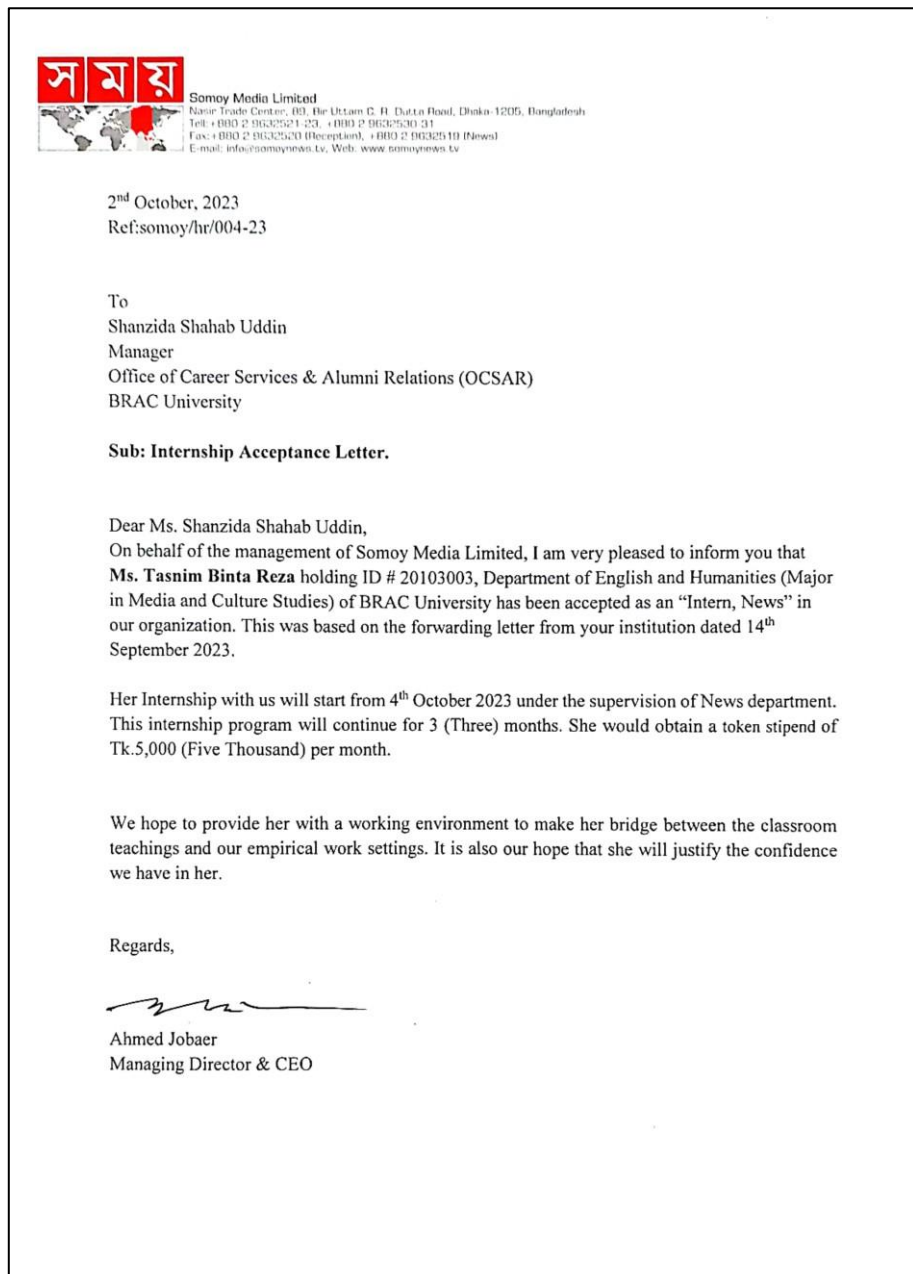 সময়
Somoy Media Limited
Nasir Trade Center, 89, Bir Uttam C. R. Dutta Road, Dhaka-1205, Bangladesh
Tell: +880 2 9632521-23, +880 2 9632530-31
Fax: +880 2 9632520 (Reception), +880 2 9632519 (News)
E-mail: info@somoynews.tv, Web: www.somoynews.tv
2nd October, 2023
Ref:somoy/hr/004-23
To
Shanzida Shahab Uddin
Manager
Office of Career Services & Alumni Relations (OCSAR)
BRAC University
Sub: Internship Acceptance Letter.
Dear Ms. Shanzida Shahab Uddin,
On behalf of the management of Somoy Media Limited, I am very pleased to inform you that
Ms. Tasnim Binta Reza holding ID # 20103003, Department of English and Humanities (Major
in Media and Culture Studies) of BRAC University has been accepted as an “Intern, News” in
our organization. This was based on the forwarding letter from your institution dated 14th
September 2023.
Her Internship with us will start from 4th October 2023 under the supervision of News department.
This internship program will continue for 3 (Three) months. She would obtain a token stipend of
Tk.5,000 (Five Thousand) per month.
We hope to provide her with a working environment to make her bridge between the classroom
teachings and our empirical work settings. It is also our hope that she will justify the confidence
we have in her.
Regards,
Ahmed Jobaer
Managing Director & CEO